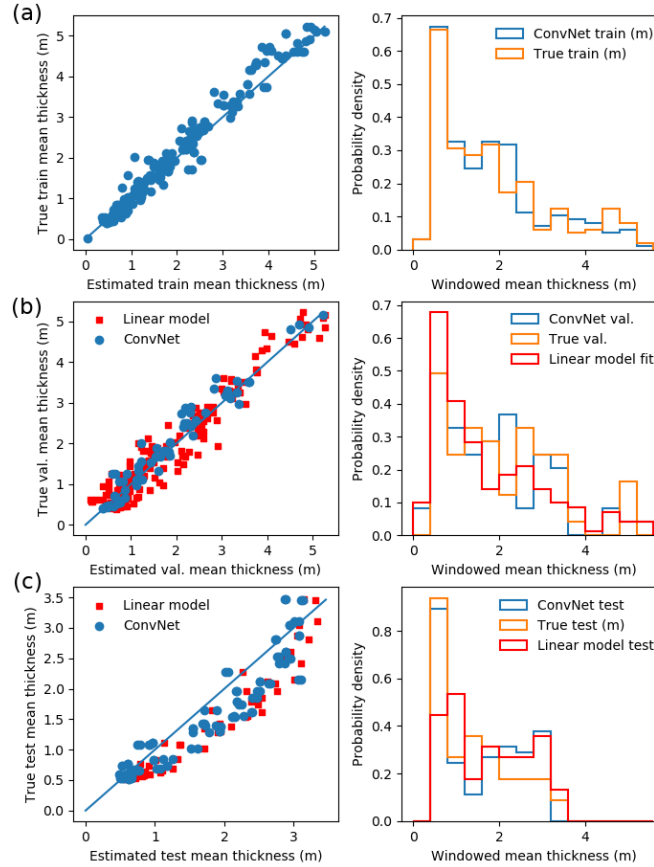 (a)
True train mean thickness (m)
5
4
3
2
1
0
0 1 2 3 4 5
Estimated train mean thickness (m)
Probability density
0.7
0.6
0.5
0.4
0.3
0.2
0.1
0.0
ConvNet train (m)
True train (m)
0 2 4
Windowed mean thickness (m)
(b)
True val. mean thickness (m)
5
4
3
2
1
0
Linear model
ConvNet
0 1 2 3 4 5
Estimated val. mean thickness (m)
Probability density
0.7
0.6
0.5
0.4
0.3
0.2
0.1
0.0
ConvNet val.
True val.
Linear model fit
0 2 4
Windowed mean thickness (m)
(c)
True test mean thickness (m)
3.5
3.0
2.5
2.0
1.5
1.0
0.5
0.0
Linear model
ConvNet
0 1 2 3
Estimated test mean thickness (m)
Probability density
0.8
0.6
0.4
0.2
0.0
ConvNet test
True test (m)
Linear model test
0 2 4
Windowed mean thickness (m)